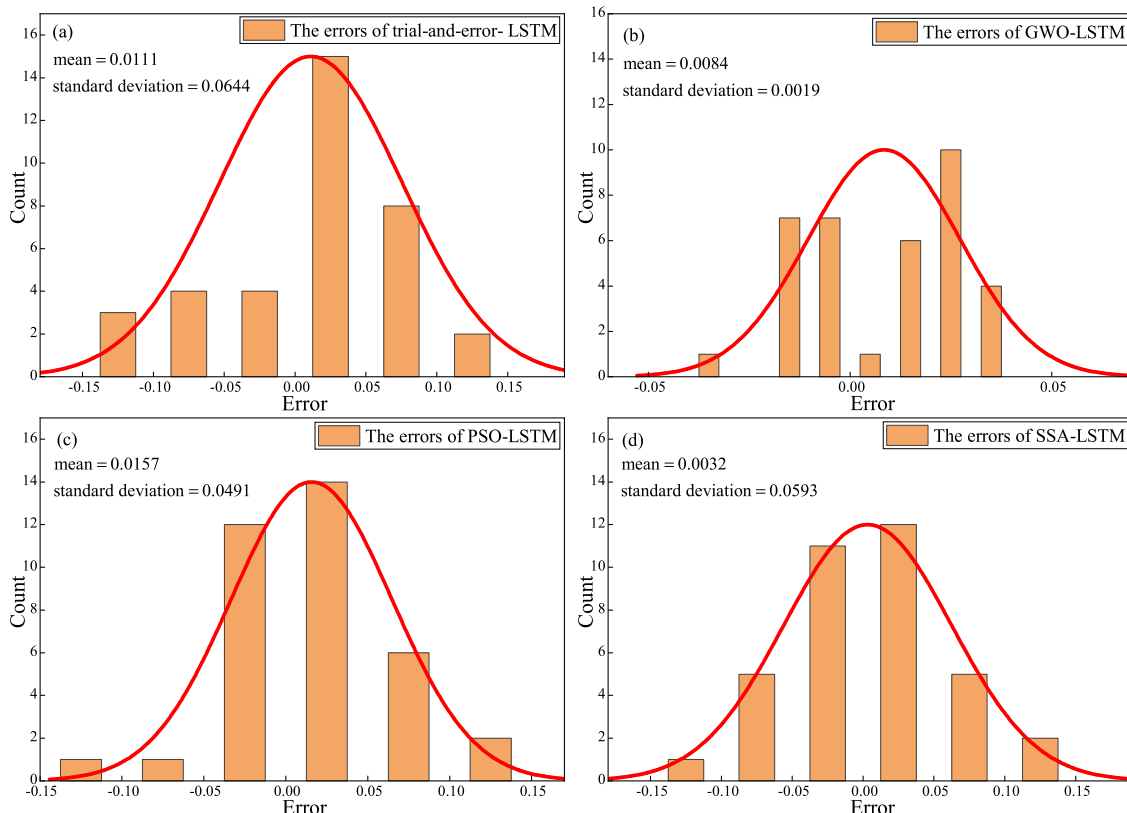 (a)
The errors of trial-and-error- LSTM
mean = 0.0111
standard deviation = 0.0644
Count
16
14
12
10
8
6
4
2
0
-0.15 -0.10 -0.05 0.00 0.05 0.10 0.15
Error
(b)
The errors of GWO-LSTM
mean = 0.0084
standard deviation = 0.0019
Count
16
14
12
10
8
6
4
2
0
-0.05 0.00 0.05
Error
(c)
The errors of PSO-LSTM
mean = 0.0157
standard deviation = 0.0491
Count
16
14
12
10
8
6
4
2
0
-0.15 -0.10 -0.05 0.00 0.05 0.10 0.15
Error
(d)
The errors of SSA-LSTM
mean = 0.0032
standard deviation = 0.0593
Count
16
14
12
10
8
6
4
2
0
-0.15 -0.10 -0.05 0.00 0.05 0.10 0.15
Error